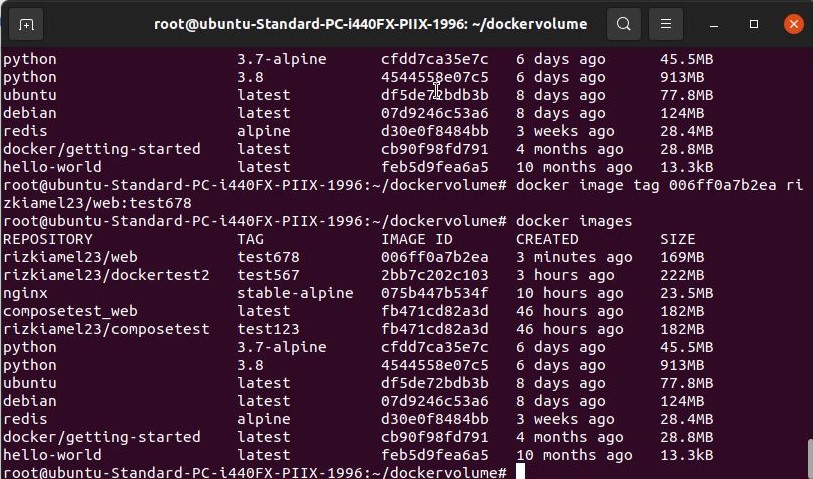 root@ubuntu-Standard-PC-i440FX-PIIX-1996: ~/dockervolume
python 3.7-alpine cfdd7ca35e7c 6 days ago 45.5MB
python 3.8 4544558e07c5 6 days ago 913MB
ubuntu latest df5de72bdb3b 8 days ago 77.8MB
debian latest 07d9246c53a6 8 days ago 124MB
redis alpine d30e0f8484bb 3 weeks ago 28.4MB
docker/getting-started latest cb90f98fd791 4 months ago 28.8MB
hello-world latest feb5d9fea6a5 10 months ago 13.3kB
root@ubuntu-Standard-PC-i440FX-PIIX-1996:~/dockervolume# docker image tag 006ff0a7b2ea ri
zkiamel23/web:test678
root@ubuntu-Standard-PC-i440FX-PIIX-1996:~/dockervolume# docker images
REPOSITORY TAG IMAGE ID CREATED SIZE
rizkiamel23/web test678 006ff0a7b2ea 3 minutes ago 169MB
rizkiamel23/dockertest2 test567 2bb7c202c103 3 hours ago 222MB
nginx stable-alpine 075b447b534f 10 hours ago 23.5MB
composetest_web latest fb471cd82a3d 46 hours ago 182MB
rizkiamel23/composetest test123 fb471cd82a3d 46 hours ago 182MB
python 3.7-alpine cfdd7ca35e7c 6 days ago 45.5MB
python 3.8 4544558e07c5 6 days ago 913MB
ubuntu latest df5de72bdb3b 8 days ago 77.8MB
debian latest 07d9246c53a6 8 days ago 124MB
redis alpine d30e0f8484bb 3 weeks ago 28.4MB
docker/getting-started latest cb90f98fd791 4 months ago 28.8MB
hello-world latest feb5d9fea6a5 10 months ago 13.3kB
root@ubuntu-Standard-PC-i440FX-PIIX-1996:~/dockervolume#